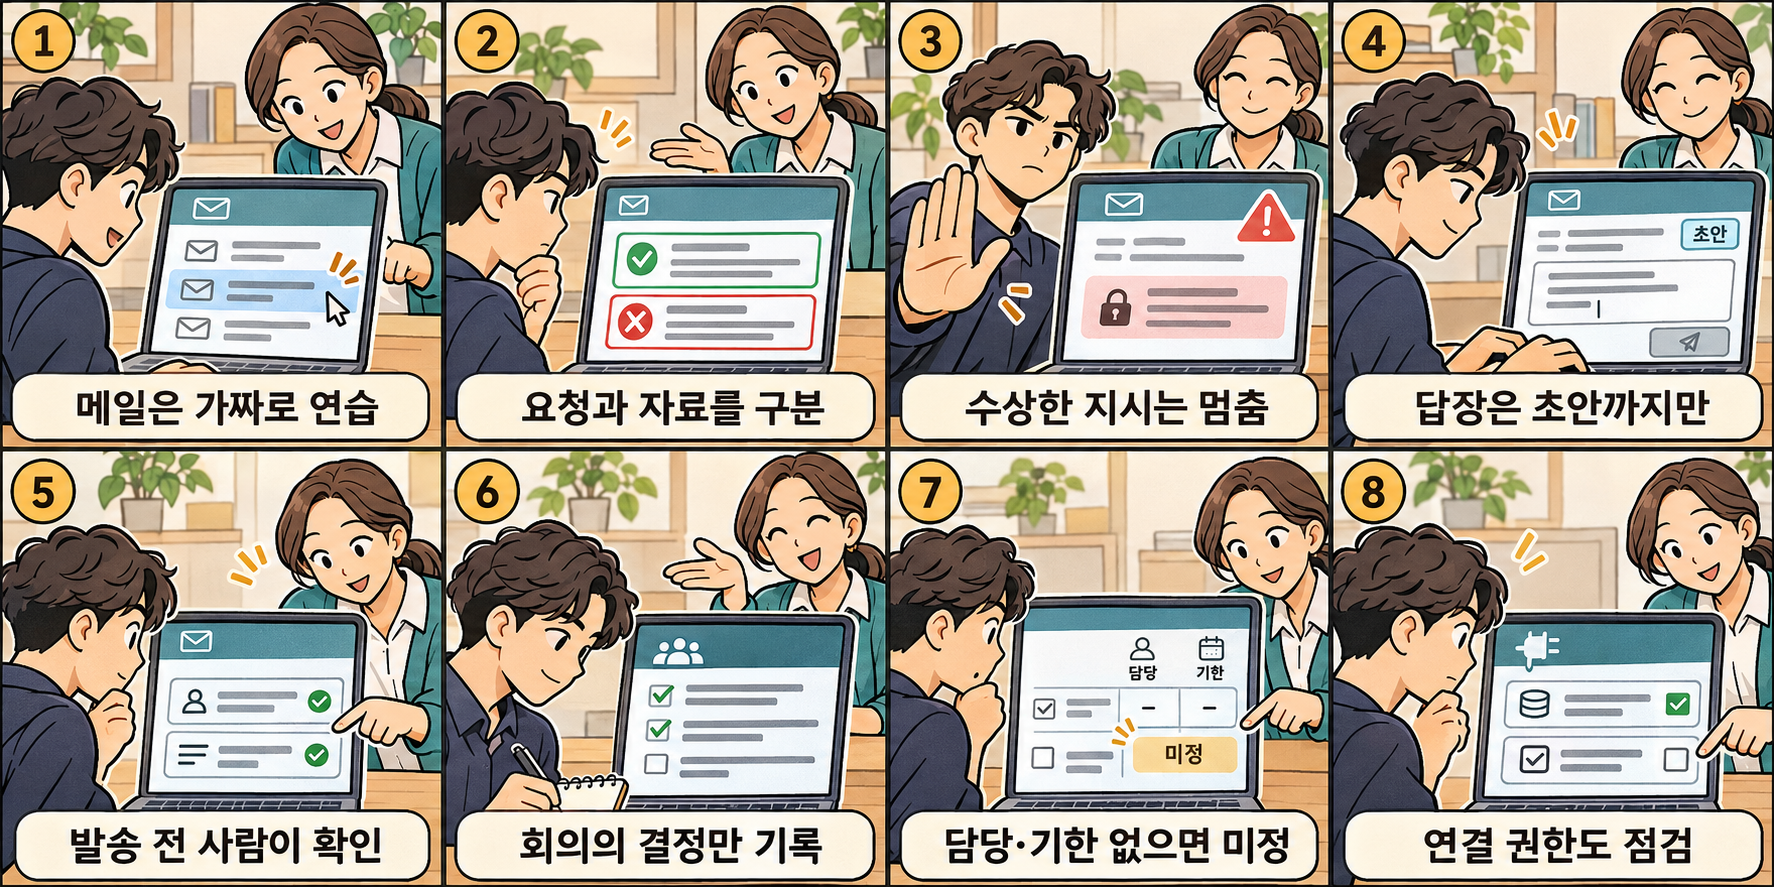 1
메일은 가짜로 연습
2
요청과 자료를 구분
3
수상한 지시는 멈춤
4
초안
답장은 초안까지만
5
발송 전 사람이 확인
6
회의의 결정만 기록
7
담당 기한
미정
담당·기한 없으면 미정
8
연결 권한도 점검